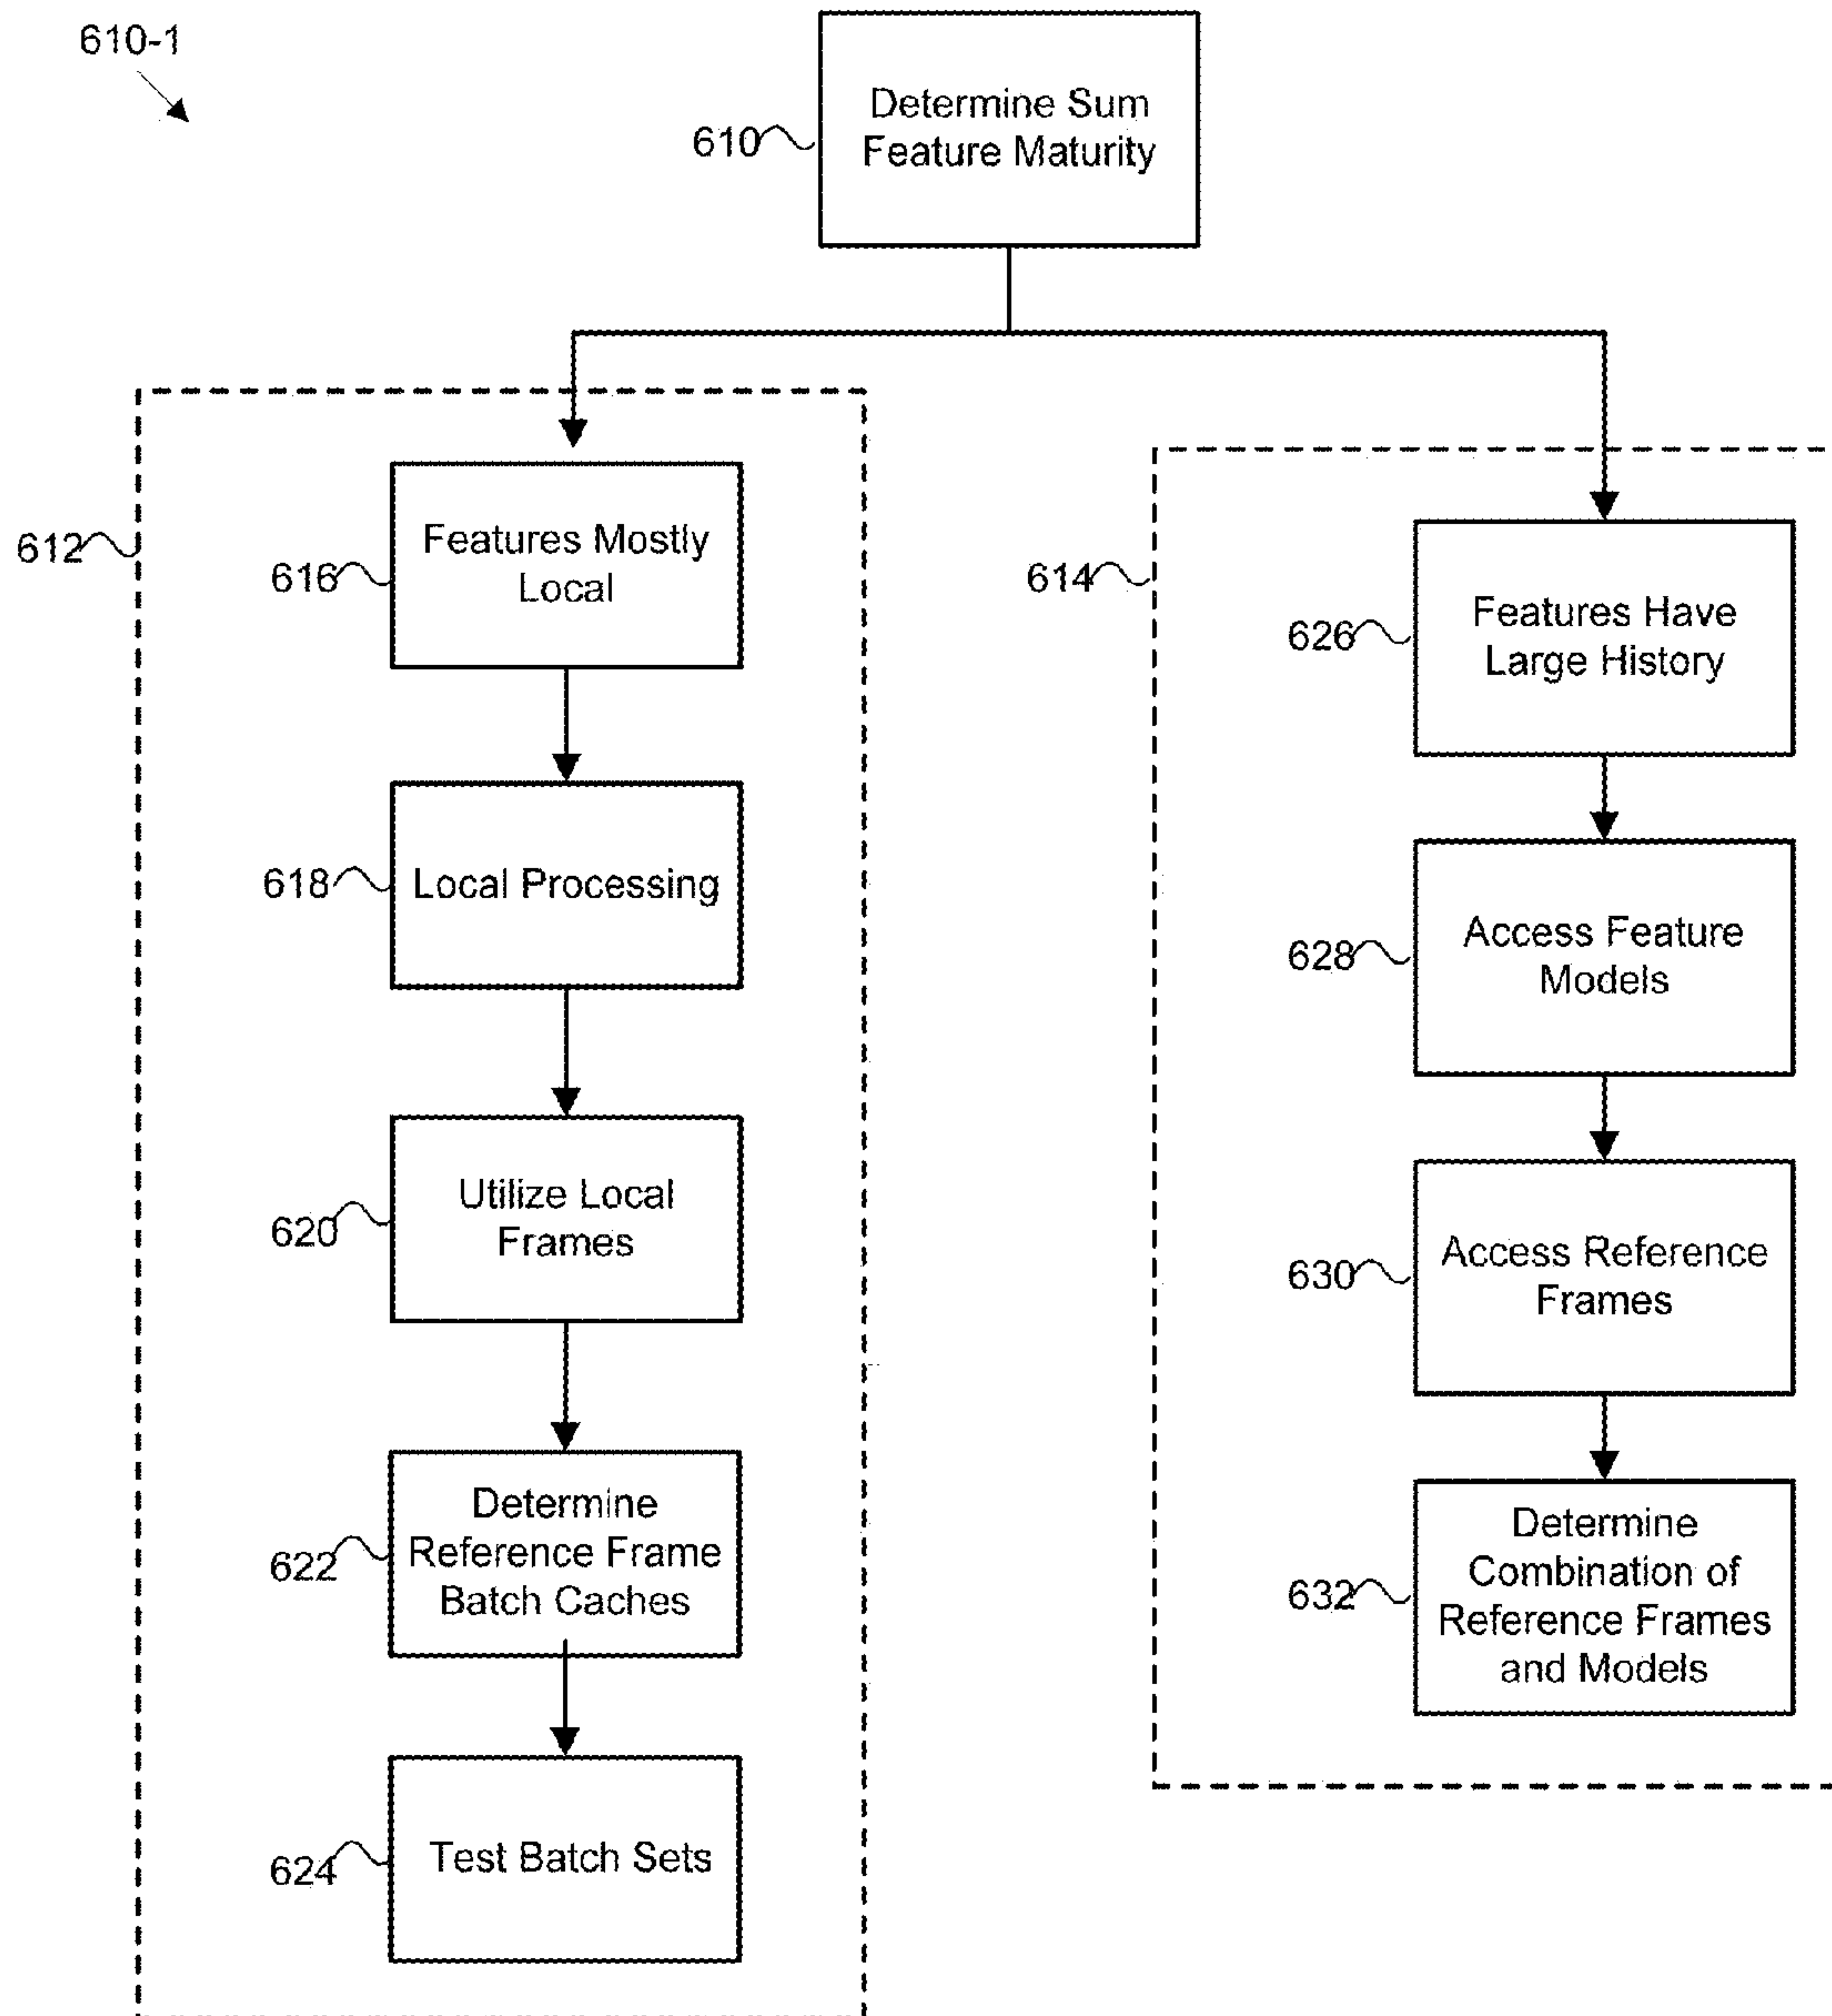 610-1
610
Determine Sum
Feature Maturity
612
616
Features Mostly
Local
618
Local Processing
620
Utilize Local
Frames
622
Determine
Reference Frame
Batch Caches
624
Test Batch Sets
614
626
Features Have
Large History
628
Access Feature
Models
630
Access Reference
Frames
632
Determine
Combination of
Reference Frames
and Models